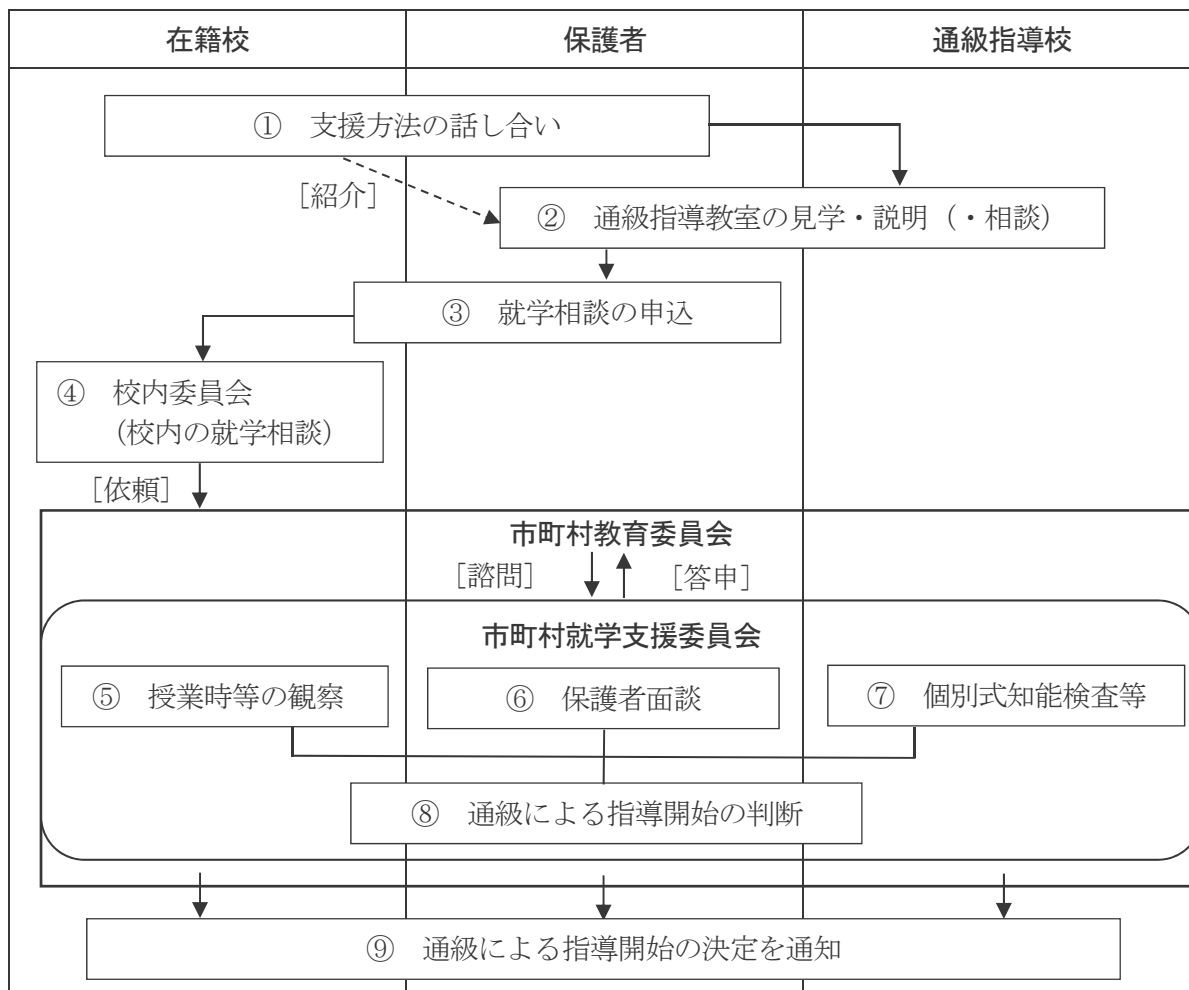 在籍校
保護者
通級指導校
① 支援方法の話し合い
[紹介]
② 通級指導教室の見学・説明（・相談）
③ 就学相談の申込
④ 校内委員会
（校内の就学相談）
[依頼]
市町村教育委員会
[諮問]
[答申]
市町村就学支援委員会
⑤ 授業時等の観察
⑥ 保護者面談
⑦ 個別式知能検査等
⑧ 通級による指導開始の判断
⑨ 通級による指導開始の決定を通知